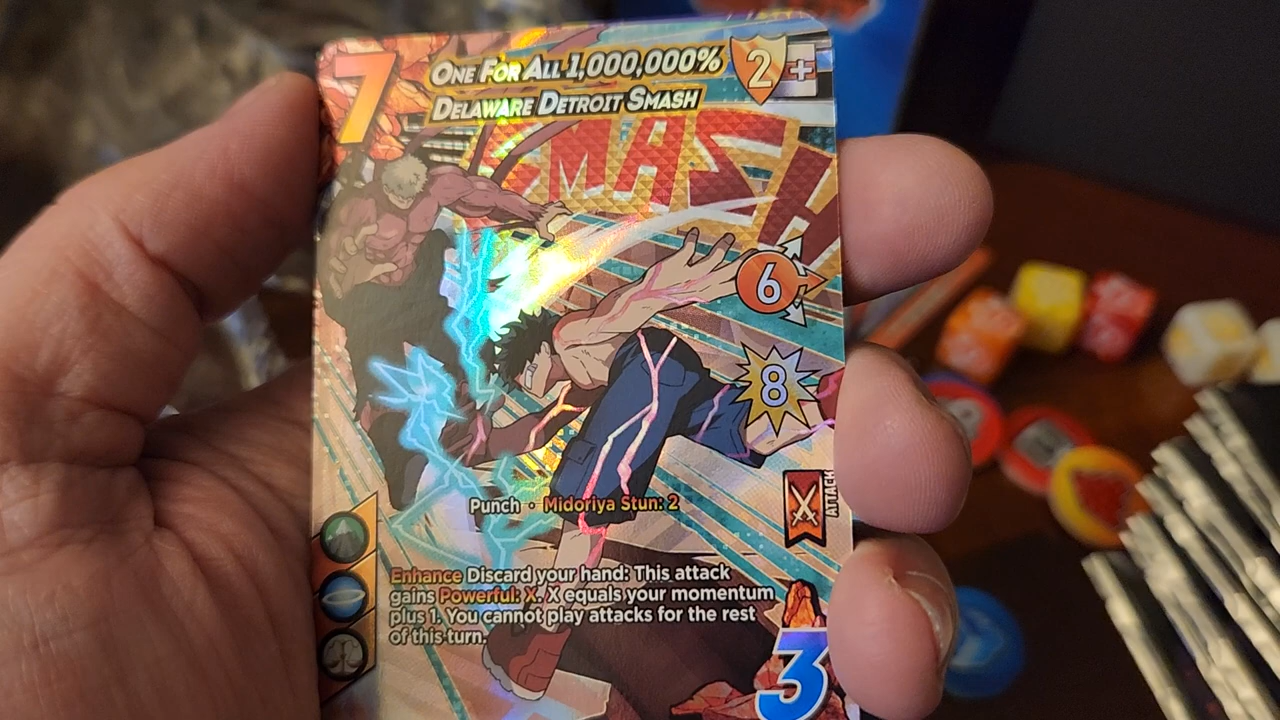 7
ONE FOR ALL 1,000,000%
DELAWARE DETROIT SMASH
2 +
SMASH
6
8
Punch · Midoriya Stun: 2
ATTACK
Enhance Discard your hand: This attack
gains Powerful: X. X equals your momentum
plus 1. You cannot play attacks for the rest
of this turn.
3